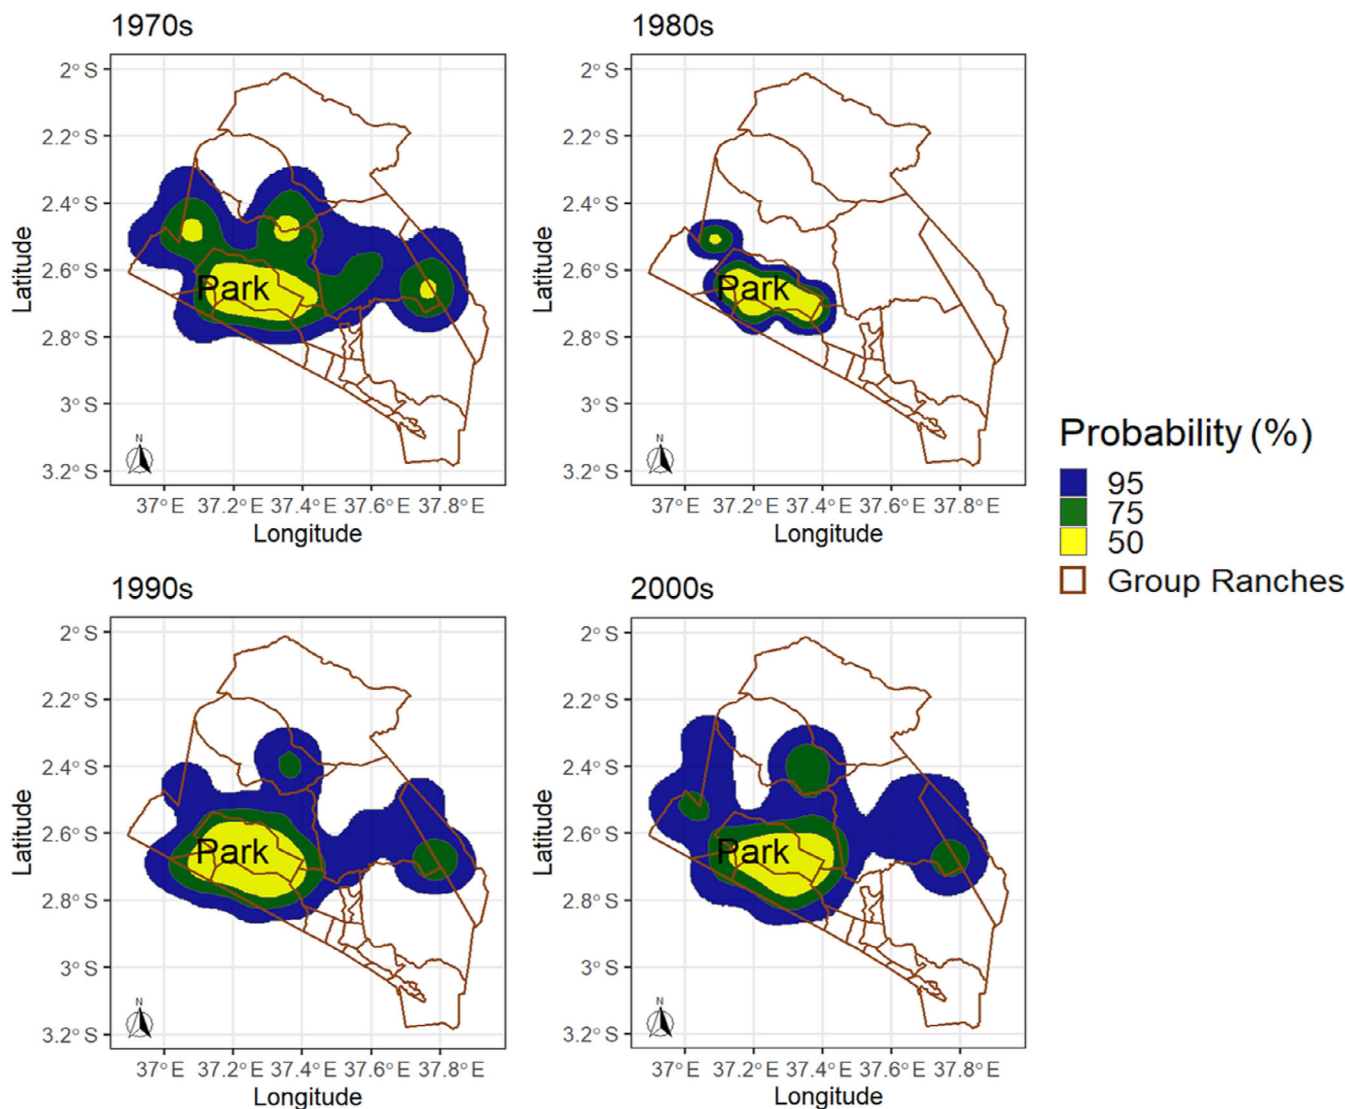 1970s
1980s
2° S
2.2° S
2.4° S
2.6° S
2.8° S
3° S
3.2° S
Latitude
Park
N
37° E 37.2° E 37.4° E 37.6° E 37.8° E
Longitude
2° S
2.2° S
2.4° S
2.6° S
2.8° S
3° S
3.2° S
Latitude
Park
N
37° E 37.2° E 37.4° E 37.6° E 37.8° E
Longitude
Probability (%)
95
75
50
Group Ranches
1990s
2000s
2° S
2.2° S
2.4° S
2.6° S
2.8° S
3° S
3.2° S
Latitude
Park
N
37° E 37.2° E 37.4° E 37.6° E 37.8° E
Longitude
2° S
2.2° S
2.4° S
2.6° S
2.8° S
3° S
3.2° S
Latitude
Park
N
37° E 37.2° E 37.4° E 37.6° E 37.8° E
Longitude